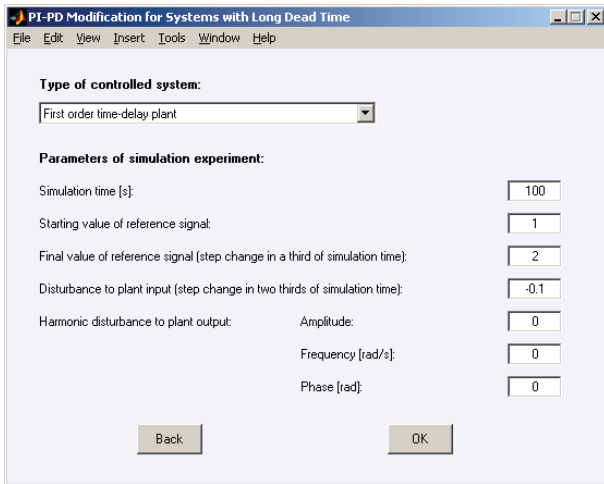 PI-PD Modification for Systems with Long Dead Time
File Edit View Insert Tools Window Help
Type of controlled system:
First order time-delay plant
Parameters of simulation experiment:
Simulation time [s]: 100
Starting value of reference signal: 1
Final value of reference signal (step change in a third of simulation time): 2
Disturbance to plant input (step change in two thirds of simulation time): -0.1
Harmonic disturbance to plant output: Amplitude: 0
Frequency [rad/s]: 0
Phase [rad]: 0
Back OK